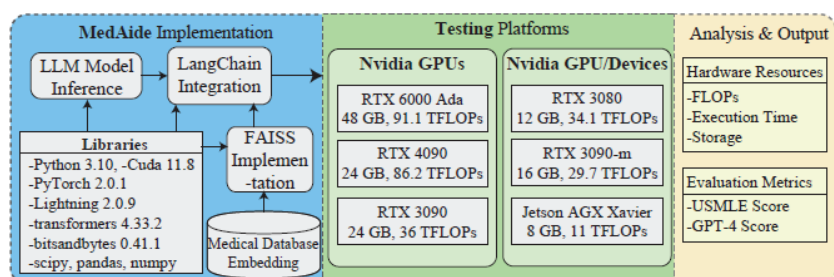 MedAide Implementation
LLM Model
Inference
LangChain
Integration
Libraries
-Python 3.10, -Cuda 11.8
-PyTorch 2.0.1
-Lightning 2.0.9
-transformers 4.33.2
-bitsandbytes 0.41.1
-scipy, pandas, numpy
FAISS
Implemen
-tation
Medical Database
Embedding
Testing Platforms
Nvidia GPUs
RTX 6000 Ada
48 GB, 91.1 TFLOPs
RTX 4090
24 GB, 86.2 TFLOPs
RTX 3090
24 GB, 36 TFLOPs
Nvidia GPU/Devices
RTX 3080
12 GB, 34.1 TFLOPs
RTX 3090-m
16 GB, 29.7 TFLOPs
Jetson AGX Xavier
8 GB, 11 TFLOPs
Analysis & Output
Hardware Resources
-FLOPs
-Execution Time
-Storage
Evaluation Metrics
-USMLE Score
-GPT-4 Score